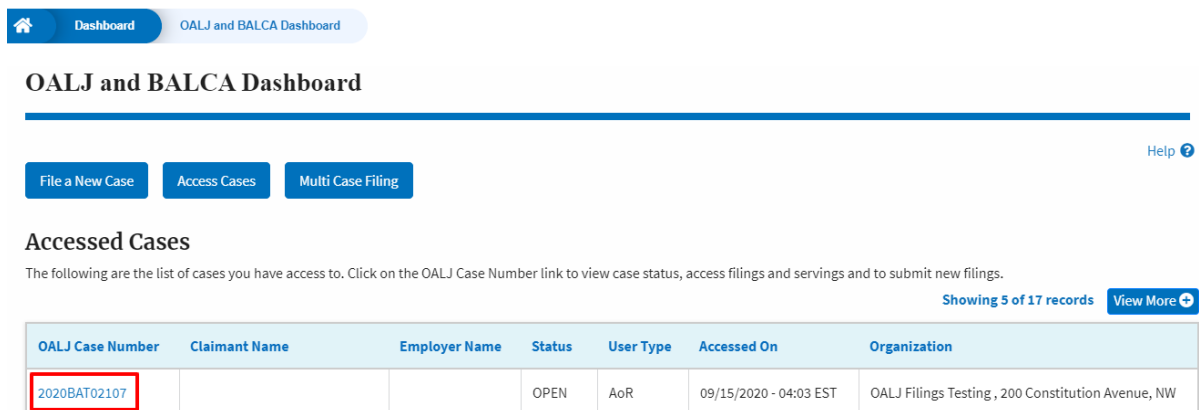 Dashboard OALJ and BALCA Dashboard
OALJ and BALCA Dashboard
Help
File a New Case Access Cases Multi Case Filing
Accessed Cases
The following are the list of cases you have access to. Click on the OALJ Case Number link to view case status, access filings and servings and to submit new filings.
Showing 5 of 17 records View More
OALJ Case Number Claimant Name Employer Name Status User Type Accessed On Organization
2020BAT02107 OPEN AoR 09/15/2020 - 04:03 EST OALJ Filings Testing , 200 Constitution Avenue, NW